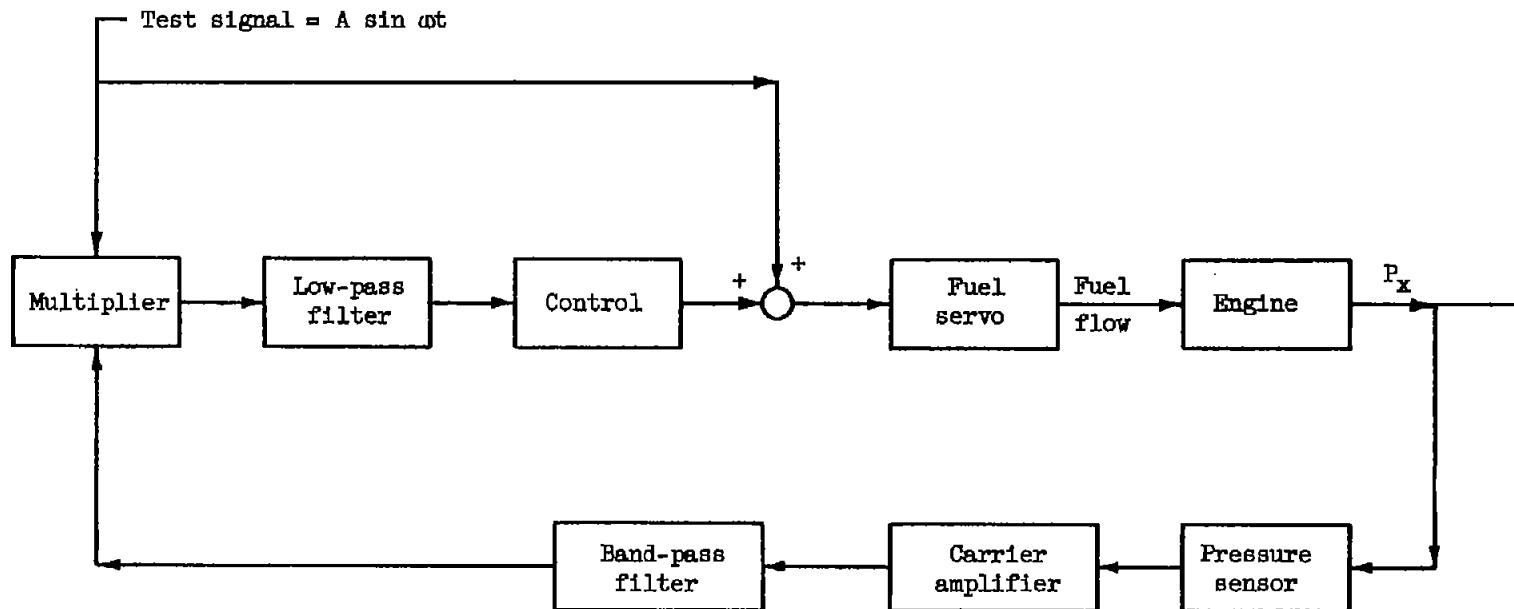 Test signal = A sin ωt
Multiplier
Low-pass
filter
Control
+
+
Fuel
servo
Fuel
flow
Engine
Px
Band-pass
filter
Carrier
amplifier
Pressure
sensor